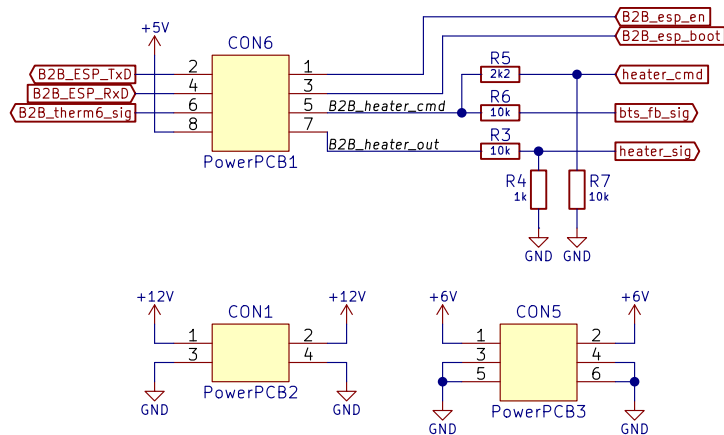 B2B_esp_en
+5V
B2B_esp_boot
CON6
R5
B2B_ESP_TxD 2 1 2k2 heater_cmd
B2B_ESP_RxD 4 3 R6
B2B_therm6_sig 6 5 B2B_heater_cmd 10k bts_fb_sig
8 7 R3
PowerPCB1 B2B_heater_out 10k heater_sig
R4 R7
1k 10k
GND GND
+12V +12V +6V +6V
CON1 CON5
1 2 1 2
3 4 3 4
PowerPCB2 5 6
GND GND PowerPCB3
GND GND